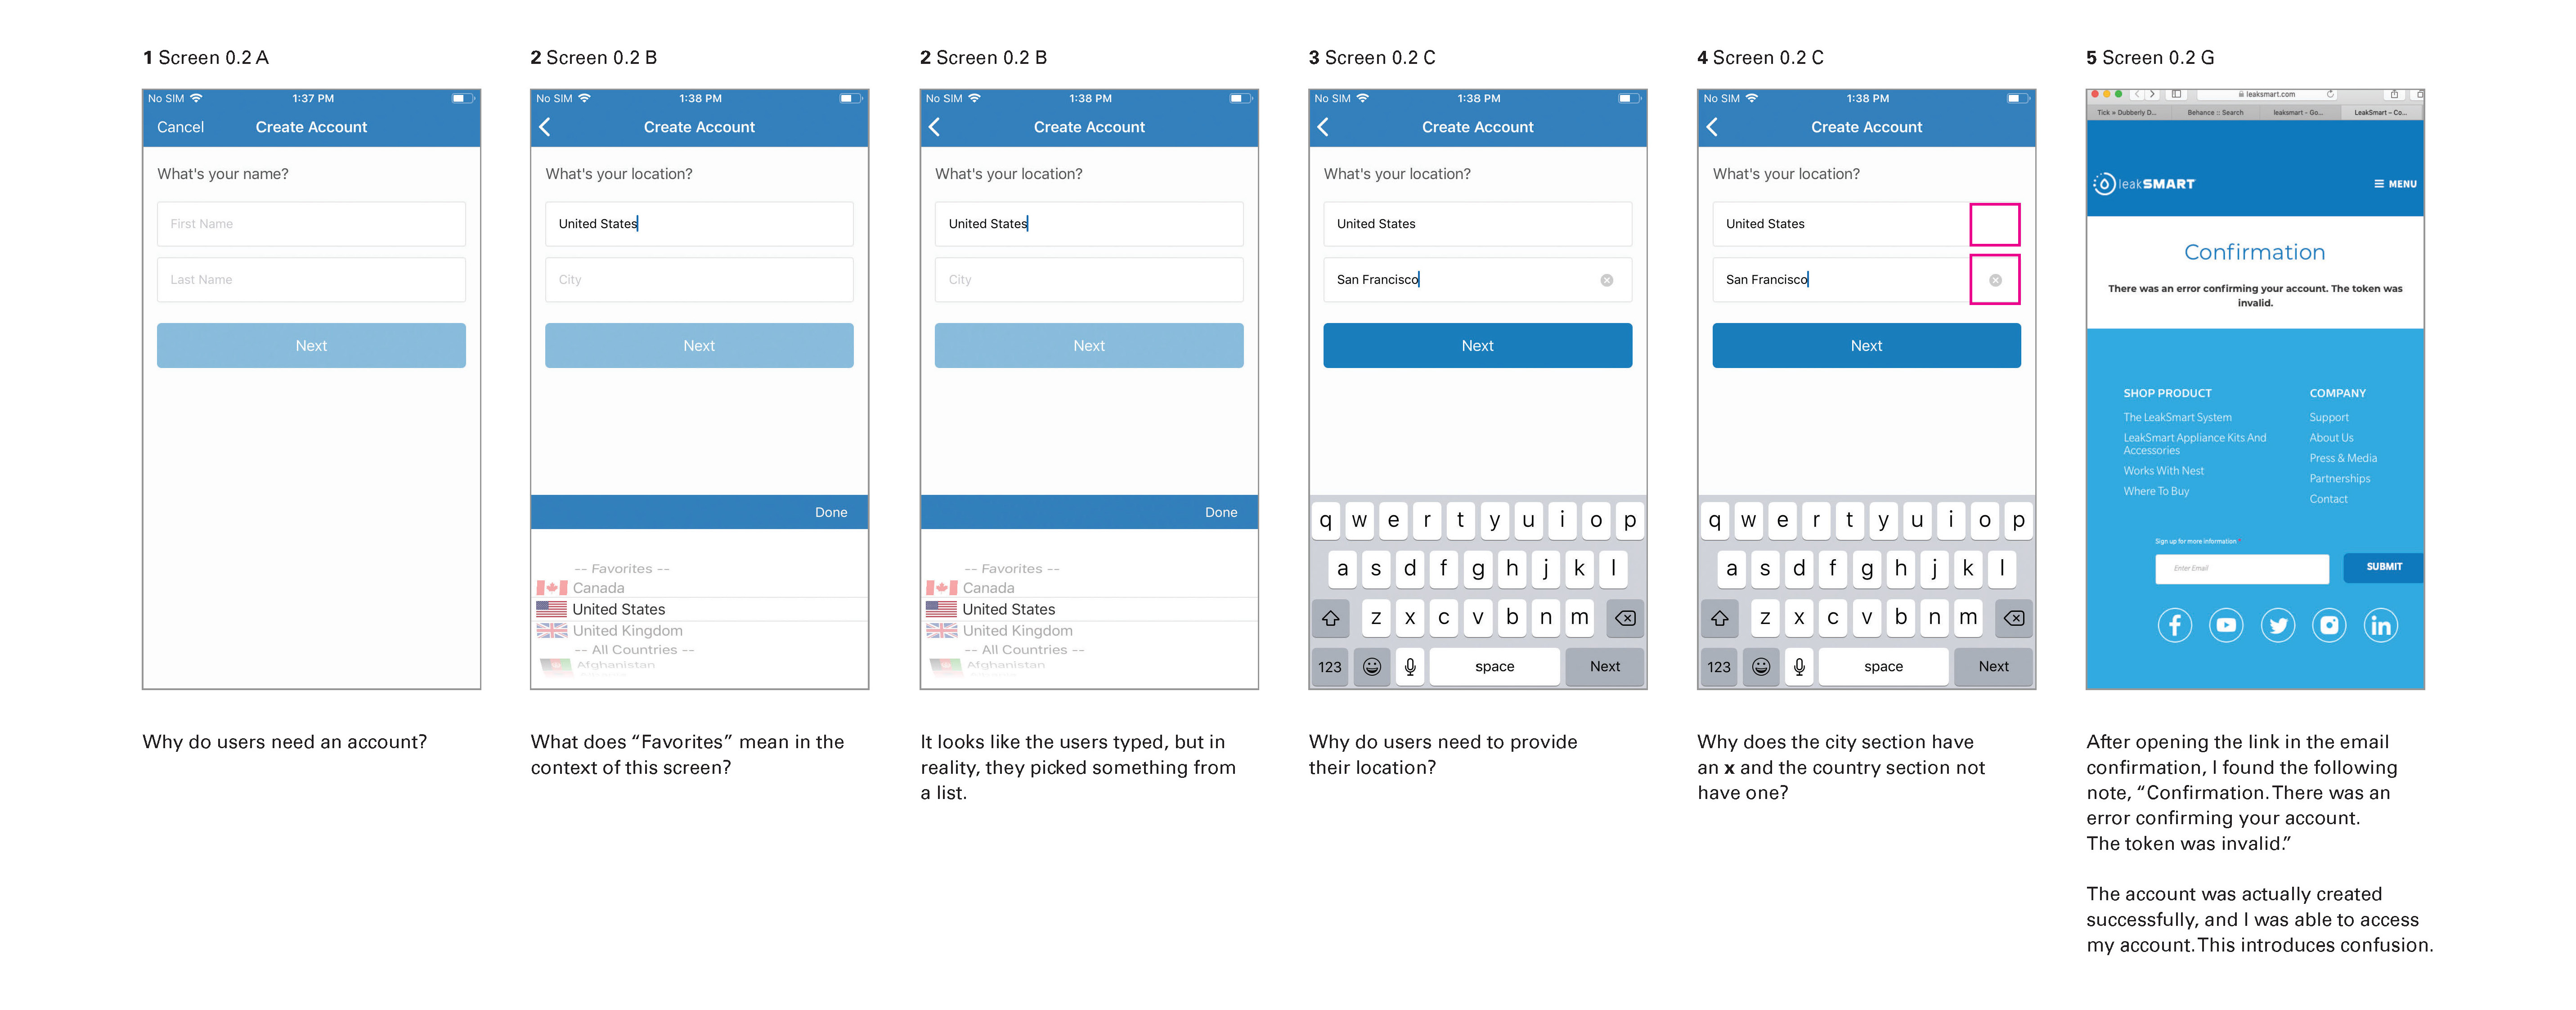 1 Screen 0.2 A
No SIM 1:37 PM
Cancel Create Account
What's your name?
First Name
Last Name
Next
Why do users need an account?
2 Screen 0.2 B
No SIM 1:38 PM
Create Account
What's your location?
United States
City
Next
Done
-- Favorites --
Canada
United States
United Kingdom
-- All Countries --
Afghanistan
What does “Favorites” mean in the
context of this screen?
2 Screen 0.2 B
No SIM 1:38 PM
Create Account
What's your location?
United States
City
Next
Done
-- Favorites --
Canada
United States
United Kingdom
-- All Countries --
Afghanistan
It looks like the users typed, but in
reality, they picked something from
a list.
3 Screen 0.2 C
No SIM 1:38 PM
Create Account
What's your location?
United States
San Francisco
Next
q w e r t y u i o p
a s d f g h j k l
z x c v b n m
123 space Next
Why do users need to provide
their location?
4 Screen 0.2 C
No SIM 1:38 PM
Create Account
What's your location?
United States
San Francisco
Next
q w e r t y u i o p
a s d f g h j k l
z x c v b n m
123 space Next
Why does the city section have
an x and the country section not
have one?
5 Screen 0.2 G
leaksmart.com
Tick = Dubberly D... Behance :: Search leaksmart - Go... LeakSmart – Co...
leakSMART MENU
Confirmation
There was an error confirming your account. The token was
invalid.
SHOP PRODUCT
The LeakSmart System
LeakSmart Appliance Kits And
Accessories
Works With Nest
Where To Buy
COMPANY
Support
About Us
Press & Media
Partnerships
Contact
Sign up for more information
Enter Email SUBMIT
After opening the link in the email
confirmation, I found the following
note, “Confirmation. There was an
error confirming your account.
The token was invalid.”
The account was actually created
successfully, and I was able to access
my account. This introduces confusion.